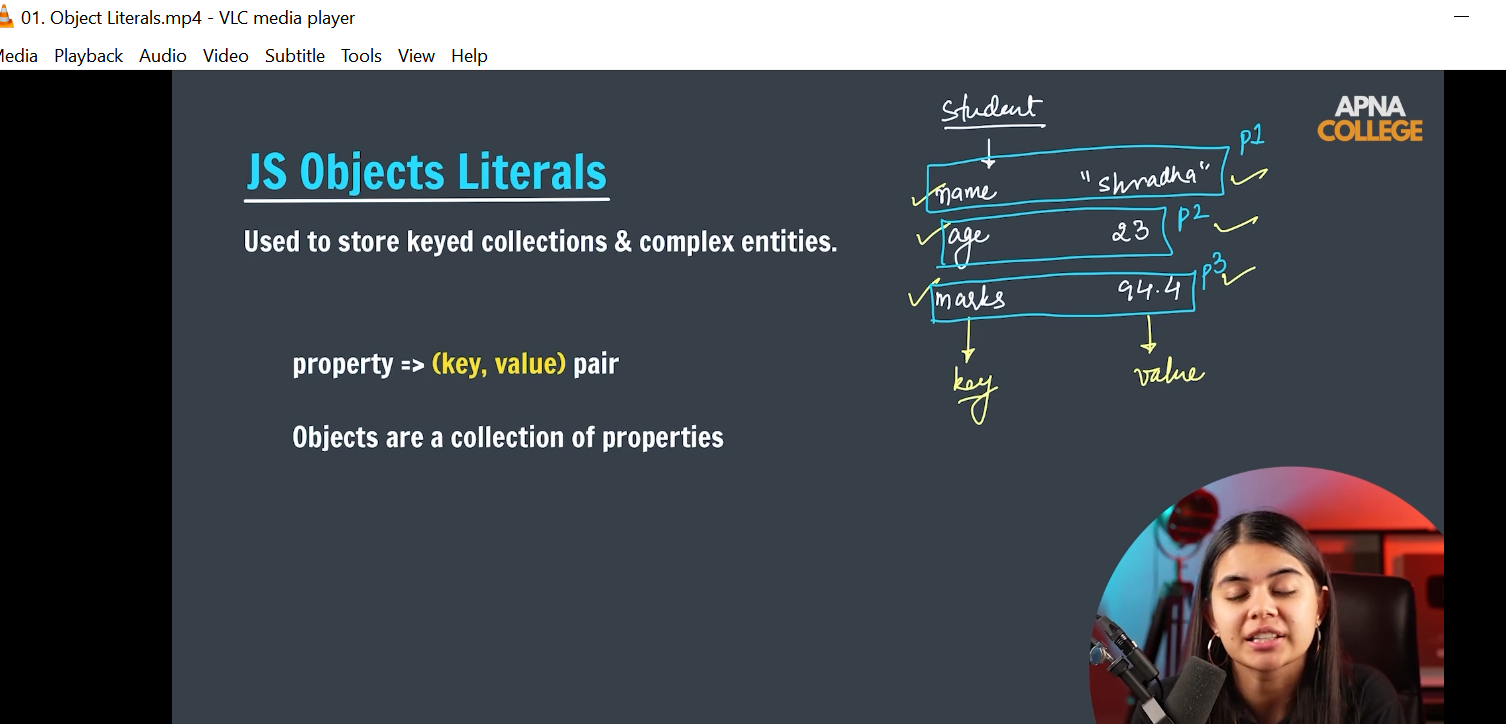 01. Object Literals.mp4 - VLC media player
Media Playback Audio Video Subtitle Tools View Help
APNA
COLLEGE
JS Objects Literals
Used to store keyed collections & complex entities.
property => (key, value) pair
Objects are a collection of properties
student
name "shradha" p1
age 23 p2
marks 94.4 p3
key value